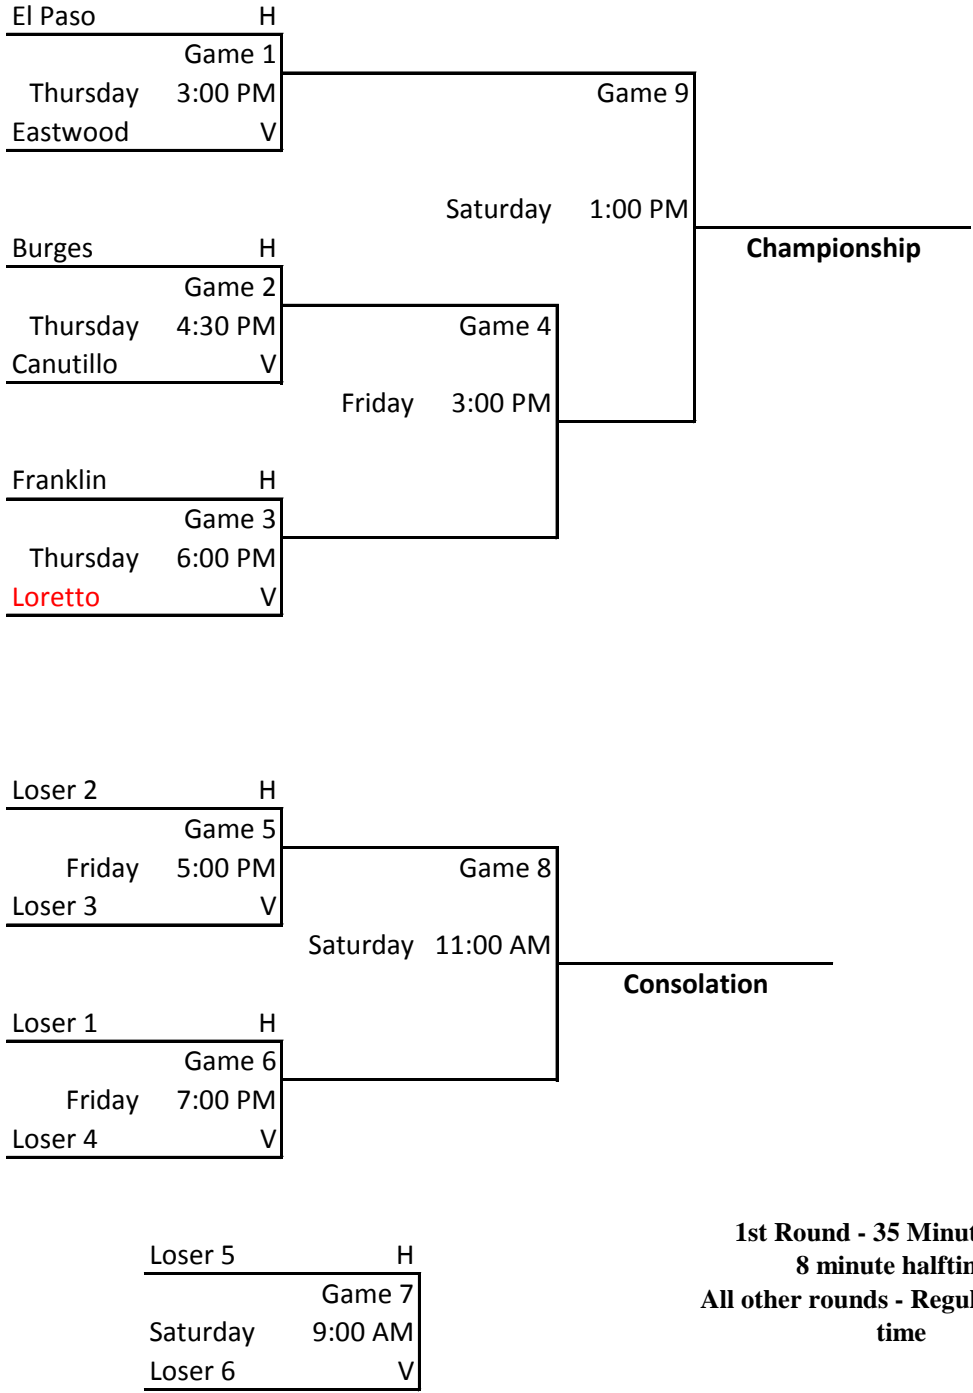 El Paso H
Game 1
Thursday 3:00 PM
Game 9
Eastwood V
Saturday 1:00 PM
Burges H
Championship
Game 2
Thursday 4:30 PM
Game 4
Canutillo V
Friday 3:00 PM
Franklin H
Game 3
Thursday 6:00 PM
Loretto V
Loser 2 H
Game 5
Friday 5:00 PM
Game 8
Loser 3 V
Saturday 11:00 AM
Consolation
Loser 1 H
Game 6
Friday 7:00 PM
Loser 4 V
Loser 5 H
Game 7
Saturday 9:00 AM
Loser 6 V
1st Round - 35 Minut
8 minute halftin
All other rounds - Regul
time